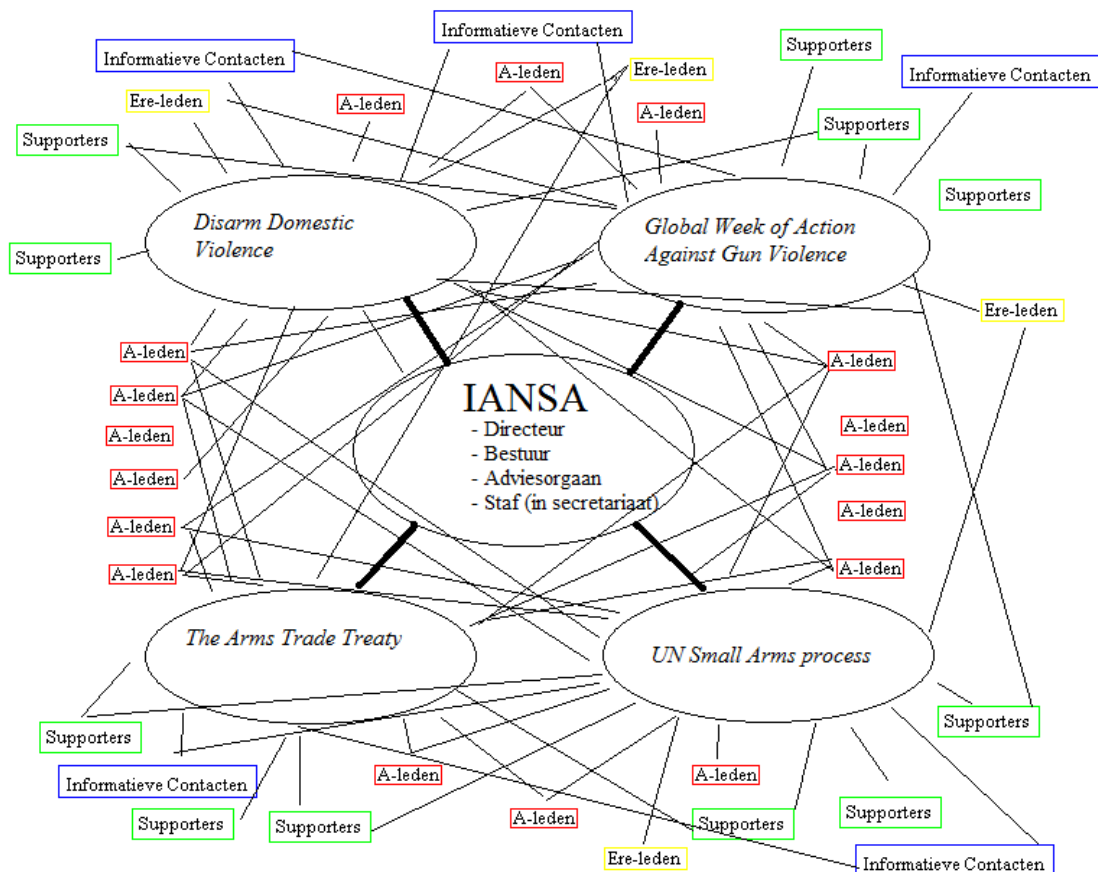 Informatieve Contacten
Supporters
Informatieve Contacten
A-leden
Ere-leden
Informatieve Contacten
Ere-leden
A-leden
A-leden
Supporters
Supporters
Supporters
Disarm Domestic
Violence
Global Week of Action
Against Gun Violence
Supporters
Ere-leden
A-leden
A-leden
A-leden
A-leden
A-leden
A-leden
IANSA
- Directeur
- Bestuur
- Adviesorgaan
- Staf (in secretariaat)
A-leden
A-leden
A-leden
A-leden
A-leden
The Arms Trade Treaty
UN Small Arms process
Supporters
Supporters
Informatieve Contacten
A-leden
A-leden
Supporters
Supporters
A-leden
Supporters
Supporters
Ere-leden
Informatieve Contacten